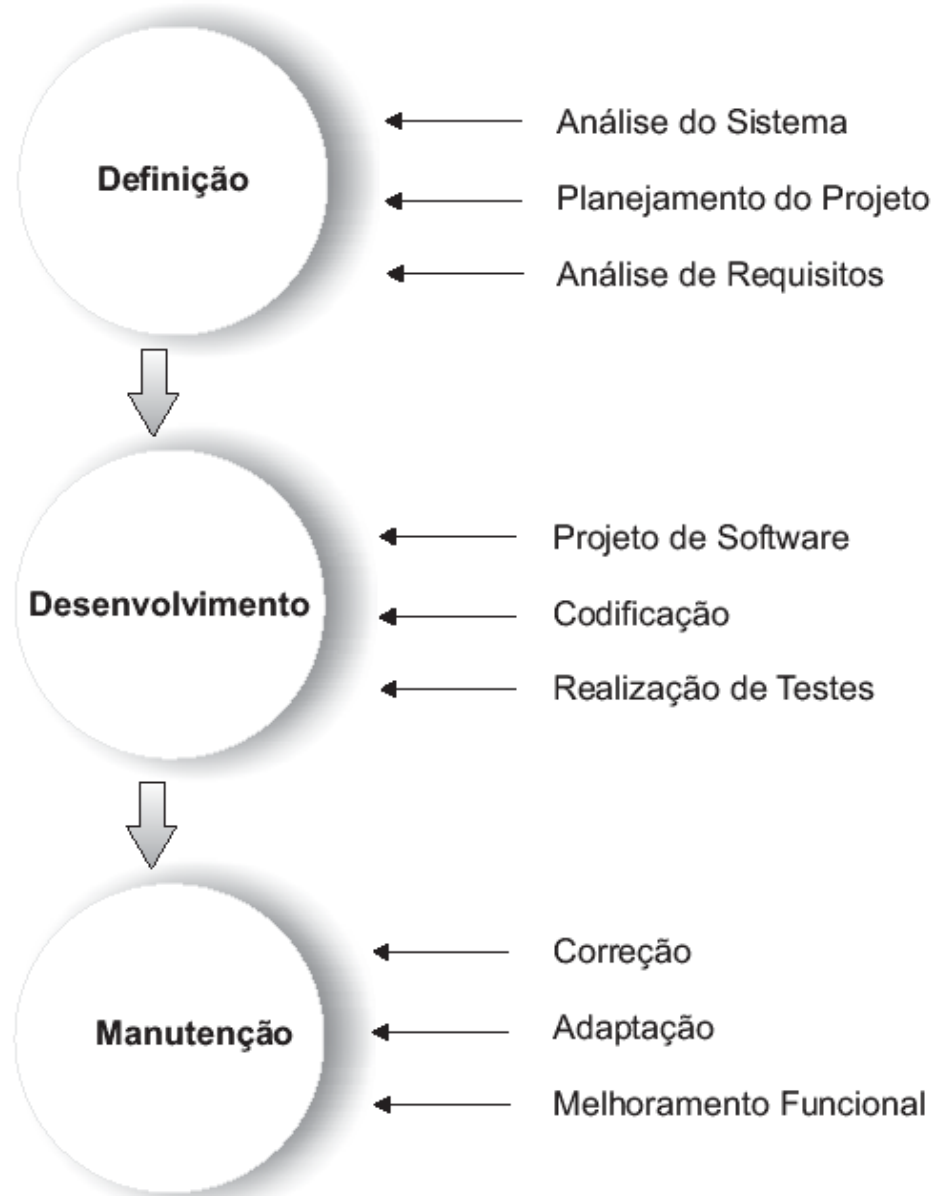 Definição
Análise do Sistema
Planejamento do Projeto
Análise de Requisitos
Desenvolvimento
Projeto de Software
Codificação
Realização de Testes
Manutenção
Correção
Adaptação
Melhoramento Funcional